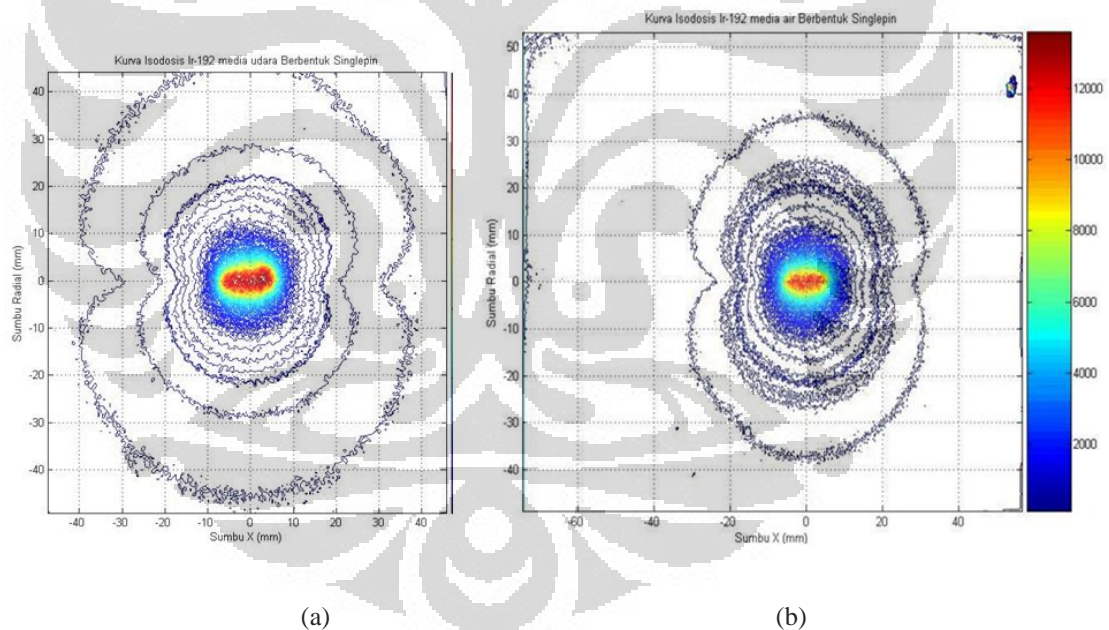 Kurva Isodosis Ir-192 media udara Berbentuk Singlepin
Kurva Isodosis Ir-192 media air Berbentuk Singlepin
40
30
20
10
0
-10
-20
-30
-40
Sumbu Radial (mm)
-40 -30 -20 -10 0 10 20 30 40
Sumbu X (mm)
50
40
30
20
10
0
-10
-20
-30
-40
Sumbu Radial (mm)
-60 -40 -20 0 20 40
Sumbu X (mm)
12000
10000
8000
6000
4000
2000
(a)
(b)